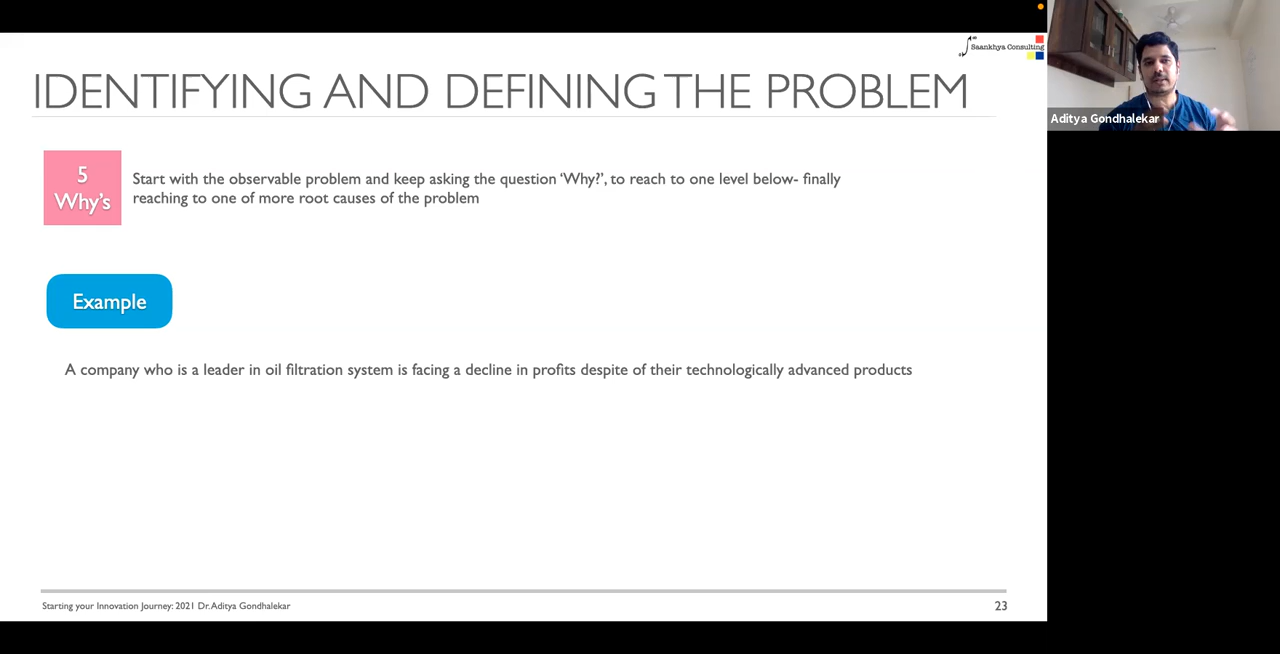 Saankhya Consulting
IDENTIFYING AND DEFINING THE PROBLEM
Aditya Gondhalekar
5
Why's
Start with the observable problem and keep asking the question ‘Why?’, to reach to one level below- finally
reaching to one of more root causes of the problem
Example
A company who is a leader in oil filtration system is facing a decline in profits despite of their technologically advanced products
Starting your Innovation Journey: 2021 Dr. Aditya Gondhalekar
23